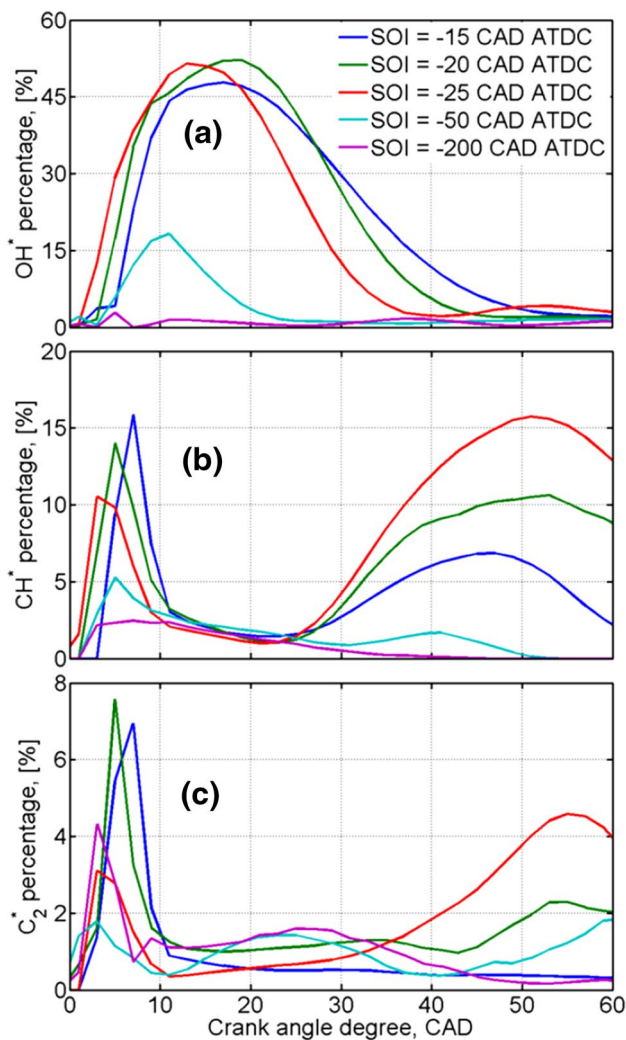 60
45
30
15
0
OH* percentage, [%]
(a)
SOI = -15 CAD ATDC
SOI = -20 CAD ATDC
SOI = -25 CAD ATDC
SOI = -50 CAD ATDC
SOI = -200 CAD ATDC
20
15
10
5
0
CH* percentage, [%]
(b)
8
6
4
2
0
C2* percentage, [%]
(c)
0 10 20 30 40 50 60
Crank angle degree, CAD